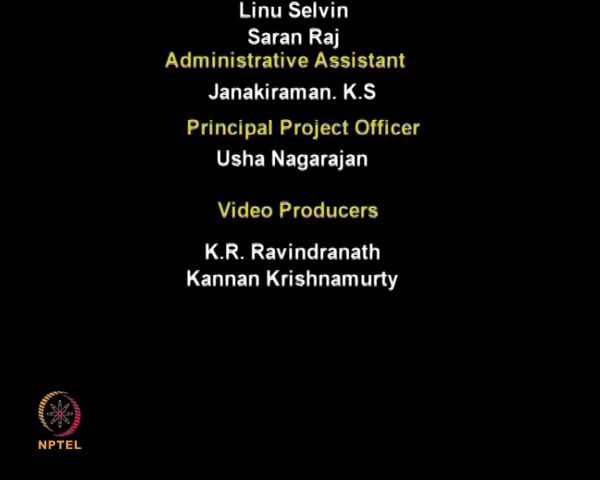 Linu Selvin
Saran Raj
Administrative Assistant
Janakiraman. K.S
Principal Project Officer
Usha Nagarajan
Video Producers
K.R. Ravindranath
Kannan Krishnamurty
NPTEL